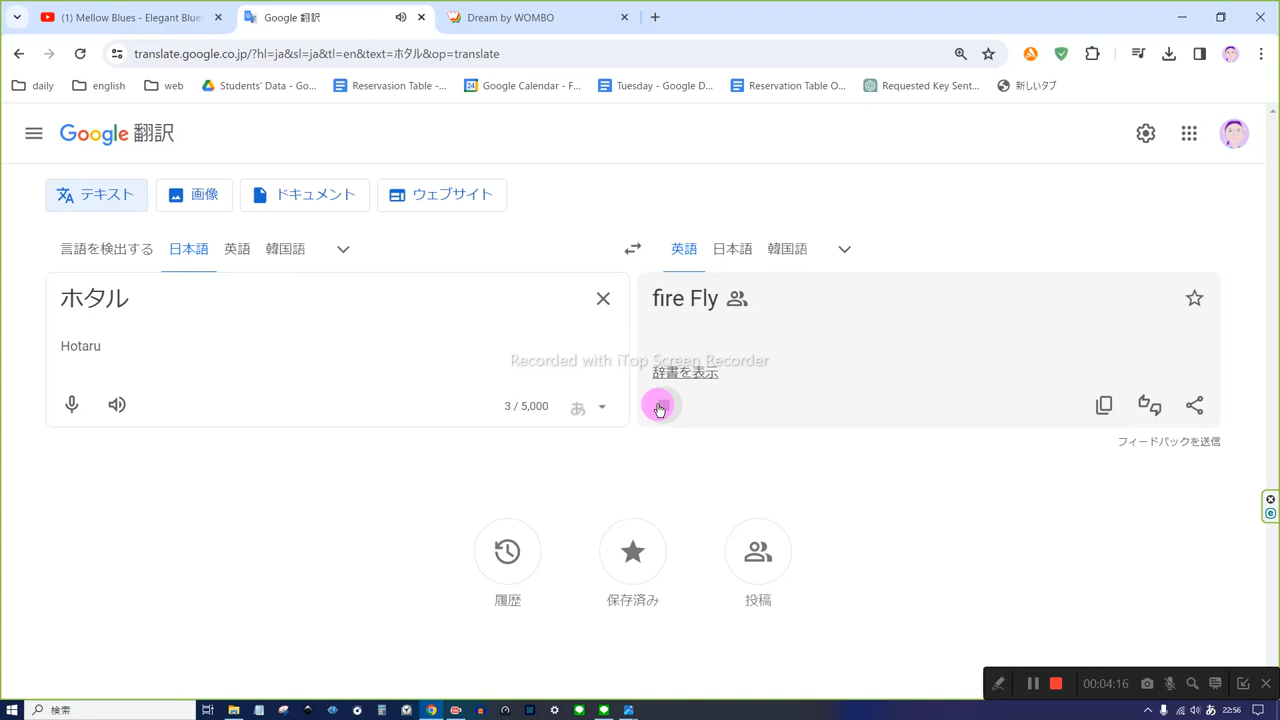 (1) Mellow Blues - Elegant Blues
Google 翻訳
Dream by WOMBO
translate.google.co.jp/?hl=ja&sl=ja&tl=en&text=ホタル&op=translate
daily
english
web
Students' Data - Go...
Reservasion Table -...
Google Calendar - F...
Tuesday - Google D...
Reservation Table O...
Requested Key Sent...
新しいタブ
Google 翻訳
テキスト
画像
ドキュメント
ウェブサイト
言語を検出する 日本語 英語 韓国語
英語 日本語 韓国語
ホタル
fire Fly
Hotaru
Recorded with iTop Screen Recorder
辞書を表示
3 / 5,000
あ
フィードバックを送信
履歴
保存済み
投稿
00:04:16
検索
あ
22:56